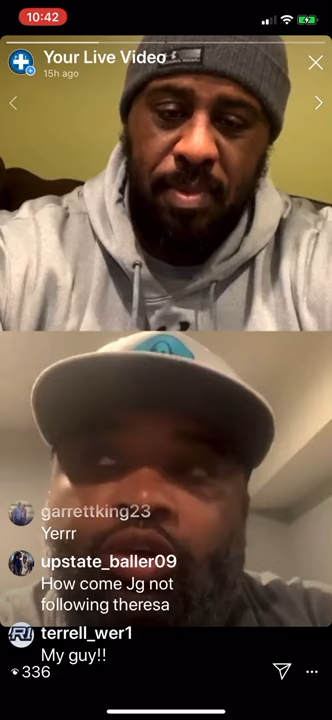 10:42
Your Live Video
15h ago
garrettking23
Yerrr
upstate_baller09
How come Jg not
following theresa
terrell_wer1
My guy!!
336